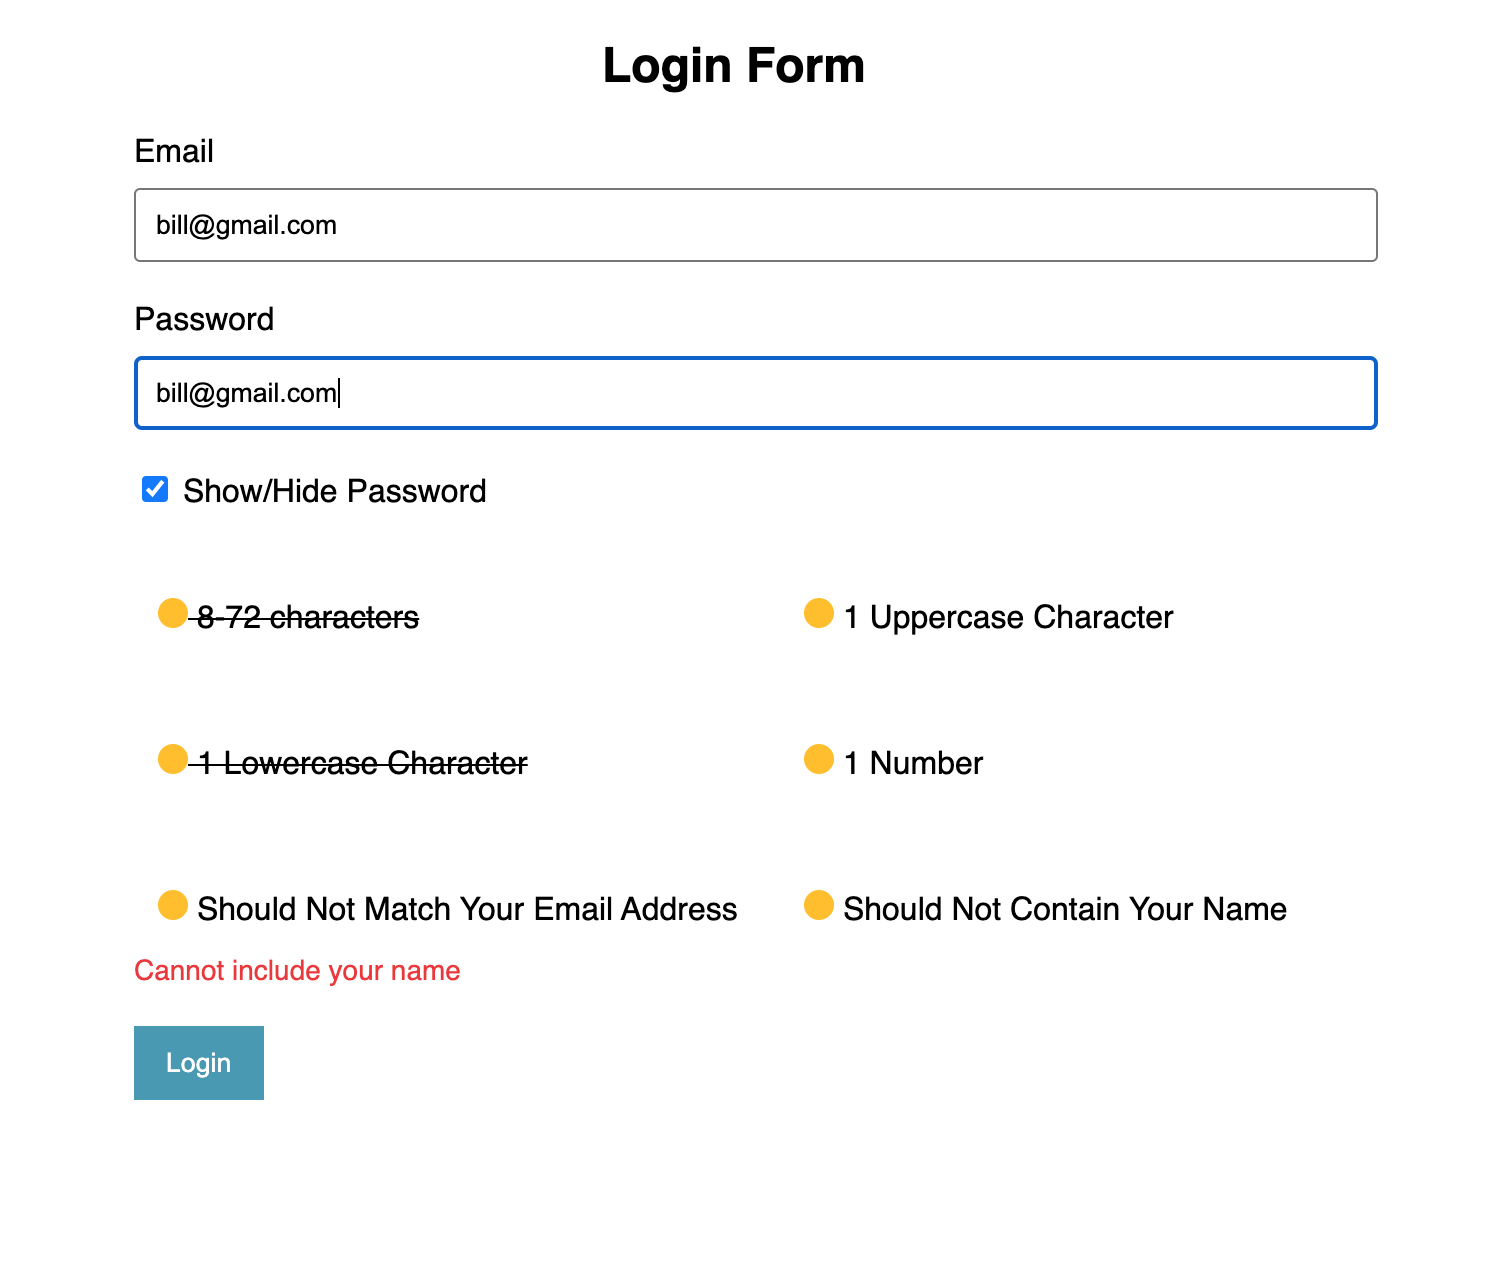 Login Form
Email
bill@gmail.com
Password
bill@gmail.com
Show/Hide Password
8-72 characters
1 Uppercase Character
1 Lowercase Character
1 Number
Should Not Match Your Email Address
Should Not Contain Your Name
Cannot include your name
Login